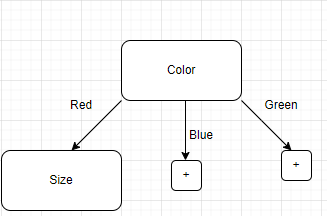 Color
Red
Green
Blue
+
+
Size